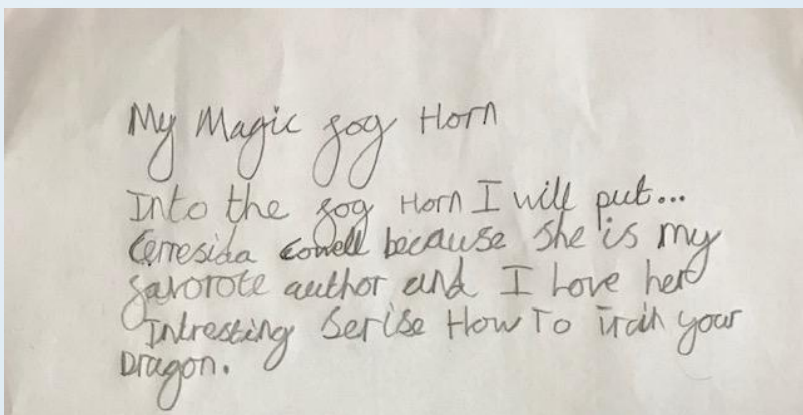 My Magic fog Horn
Into the fog Horn I will put...
Cerresida Cowell because she is my
favorote author and I Love her
Intresting Serise How To Train your
Dragon.